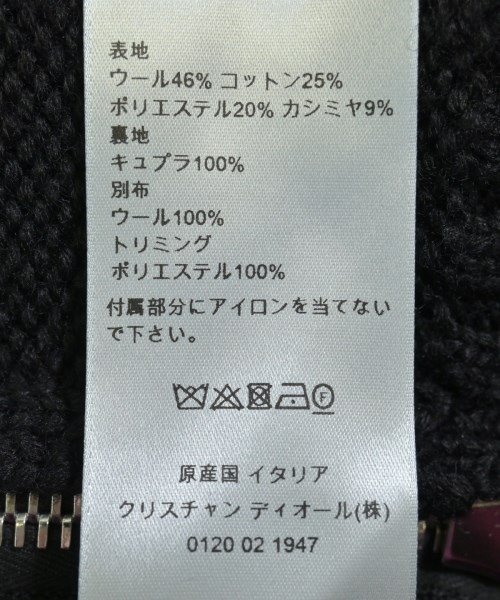 表地
ウール46% コットン25%
ポリエステル20% カシミヤ9%
裏地
キュプラ100%
別布
ウール100%
トリミング
ポリエステル100%
付属部分にアイロンを当てない
で下さい。
F
原産国 イタリア
クリスチャン ディオール(株)
0120 02 1947